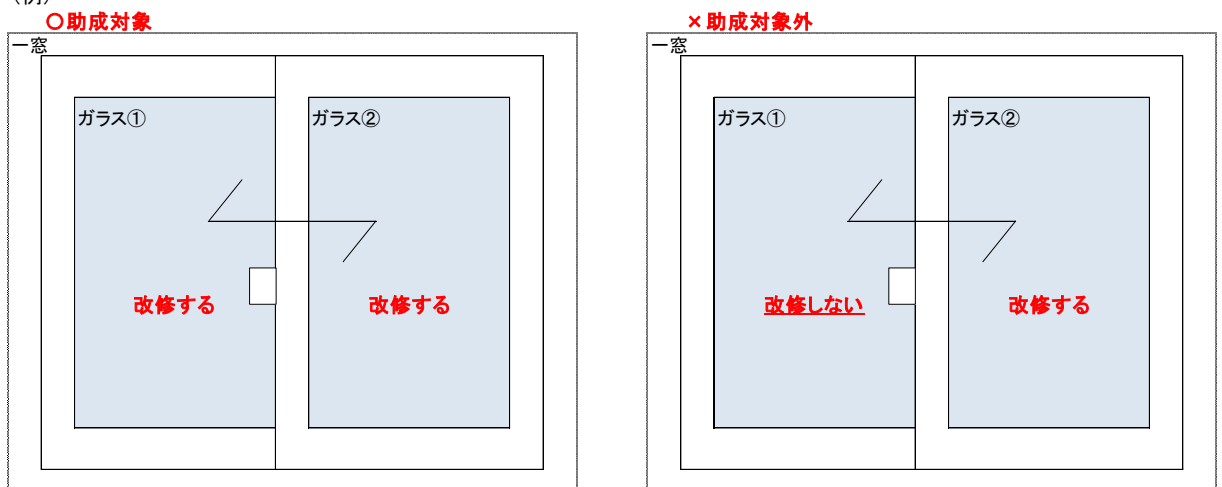 (例)
○助成対象
一窓
ガラス①
ガラス②
改修する
改修する
×助成対象外
一窓
ガラス①
ガラス②
改修しない
改修する